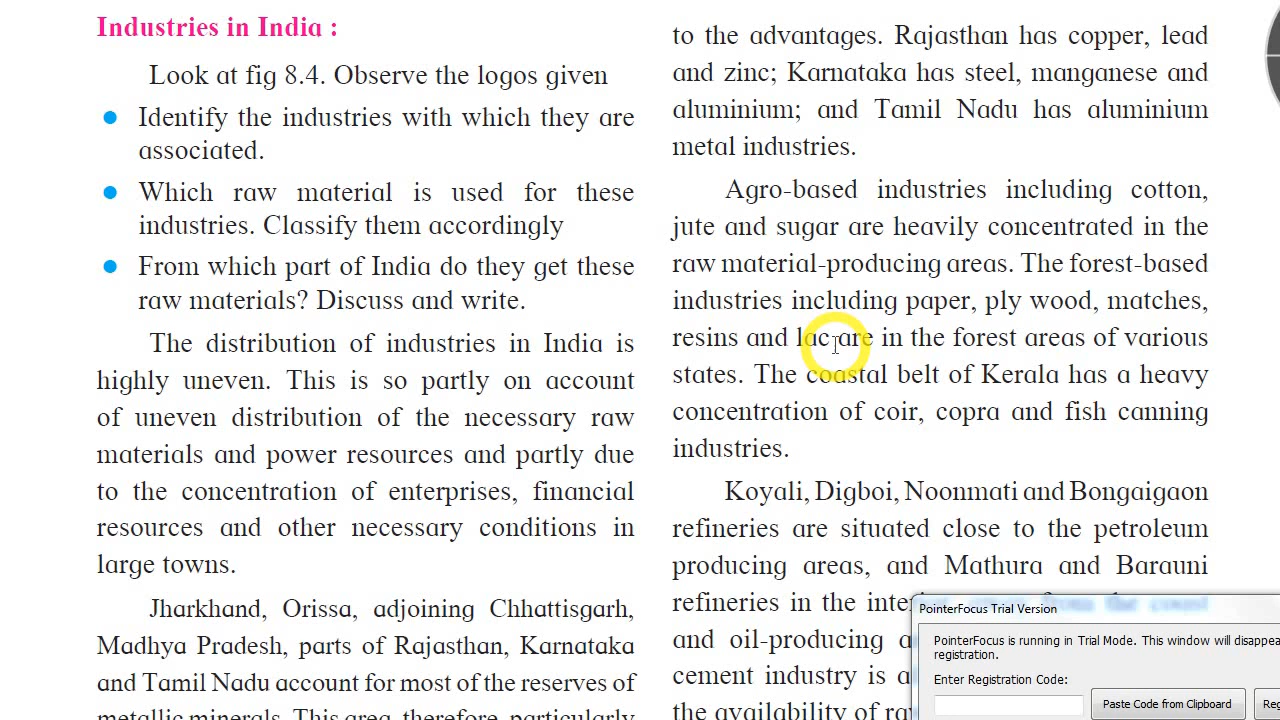 Industries in India :
Look at fig 8.4. Observe the logos given
Identify the industries with which they are
associated.
Which raw material is used for these
industries. Classify them accordingly
From which part of India do they get these
raw materials? Discuss and write.
The distribution of industries in India is
highly uneven. This is so partly on account
of uneven distribution of the necessary raw
materials and power resources and partly due
to the concentration of enterprises, financial
resources and other necessary conditions in
large towns.
Jharkhand, Orissa, adjoining Chhattisgarh,
Madhya Pradesh, parts of Rajasthan, Karnataka
and Tamil Nadu account for most of the reserves of
metallic minerals. This area, therefore, particularly
to the advantages. Rajasthan has copper, lead
and zinc; Karnataka has steel, manganese and
aluminium; and Tamil Nadu has aluminium
metal industries.
Agro-based industries including cotton,
jute and sugar are heavily concentrated in the
raw material-producing areas. The forest-based
industries including paper, ply wood, matches,
resins and lac are in the forest areas of various
states. The coastal belt of Kerala has a heavy
concentration of coir, copra and fish canning
industries.
Koyali, Digboi, Noonmati and Bongaigaon
refineries are situated close to the petroleum
producing areas, and Mathura and Barauni
refineries in the from the coast
and oil-producing
cement industry is
the availability of
PointerFocus Trial Version
PointerFocus is running in Trial Mode. This window will
registration.
Enter Registration Code:
Paste Code from Clipboard